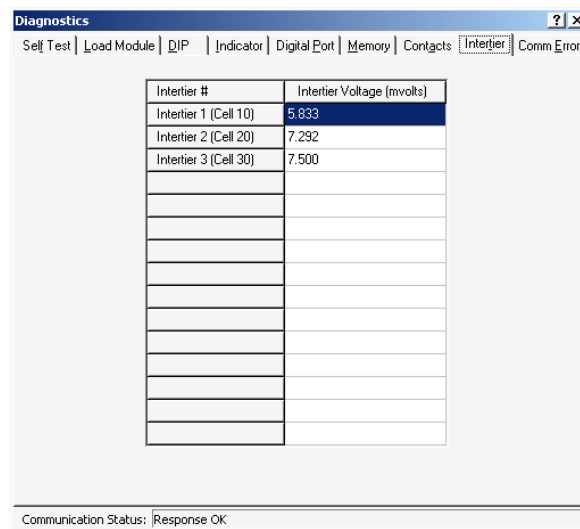 Diagnostics
Self Test Load Module DIP Indicator Digital Port Memory Contacts Intertier Comm Error
Intertier # Intertier Voltage (mvolts)
Intertier 1 (Cell 10) 5.833
Intertier 2 (Cell 20) 7.292
Intertier 3 (Cell 30) 7.500
Communication Status: Response OK